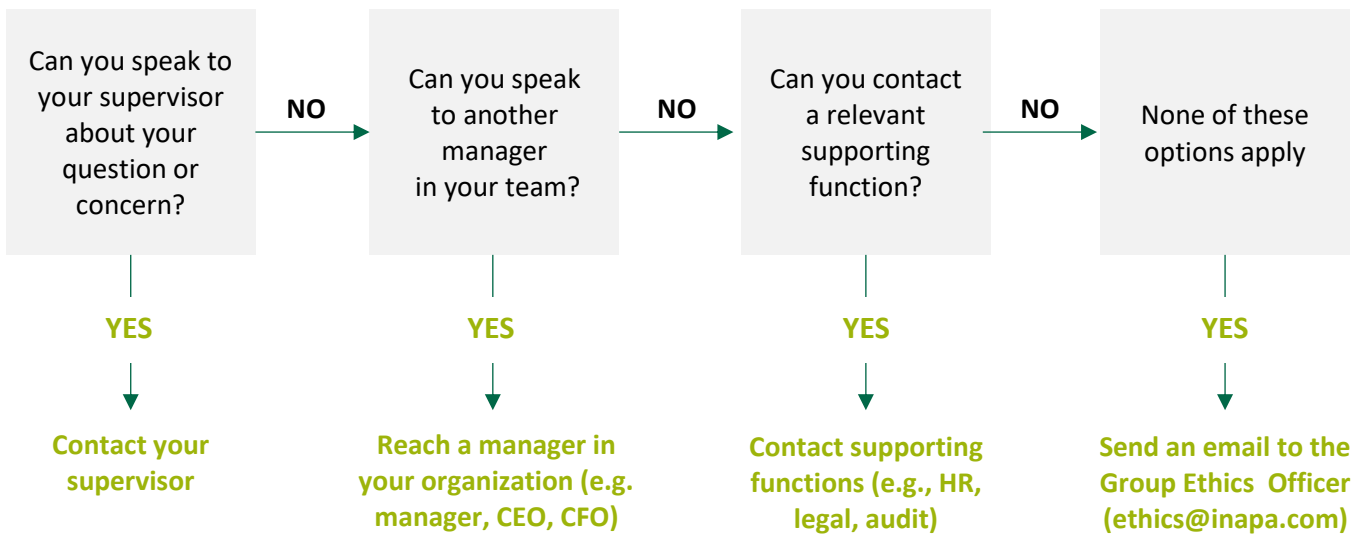 Can you speak to
your supervisor
about your
question or
concern?
NO
Can you speak
to another
manager
in your team?
NO
Can you contact
a relevant
supporting
function?
NO
None of these
options apply
YES
YES
YES
YES
Contact your
supervisor
Reach a manager in
your organization (e.g.
manager, CEO, CFO)
Contact supporting
functions (e.g., HR,
legal, audit)
Send an email to the
Group Ethics  Officer
(ethics@inapa.com)